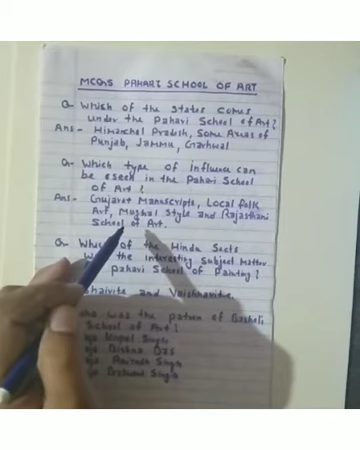 MCQs PAHARI SCHOOL OF ART
Q- Which of the States comes
under the Pahari School of Art?
Ans- Himarchal Pradesh, Some Areas of
Punjab, Jammu, Garhwal
Q- Which type of influence can
be seek in the Pahari School
of Art?
Ans- Gujarat Manuscripts, Local folk
Art, Mughal Style and Rajasthani
School of Art.
Q- Which of the Hindu Sects
the Interesting Subject Matter
Pahari School of Painting?
Shaivite and Vaishnavite.
was the patron of Basholi
School of Art?
Kirpal Singh
Bishna Das
Singh
Singh